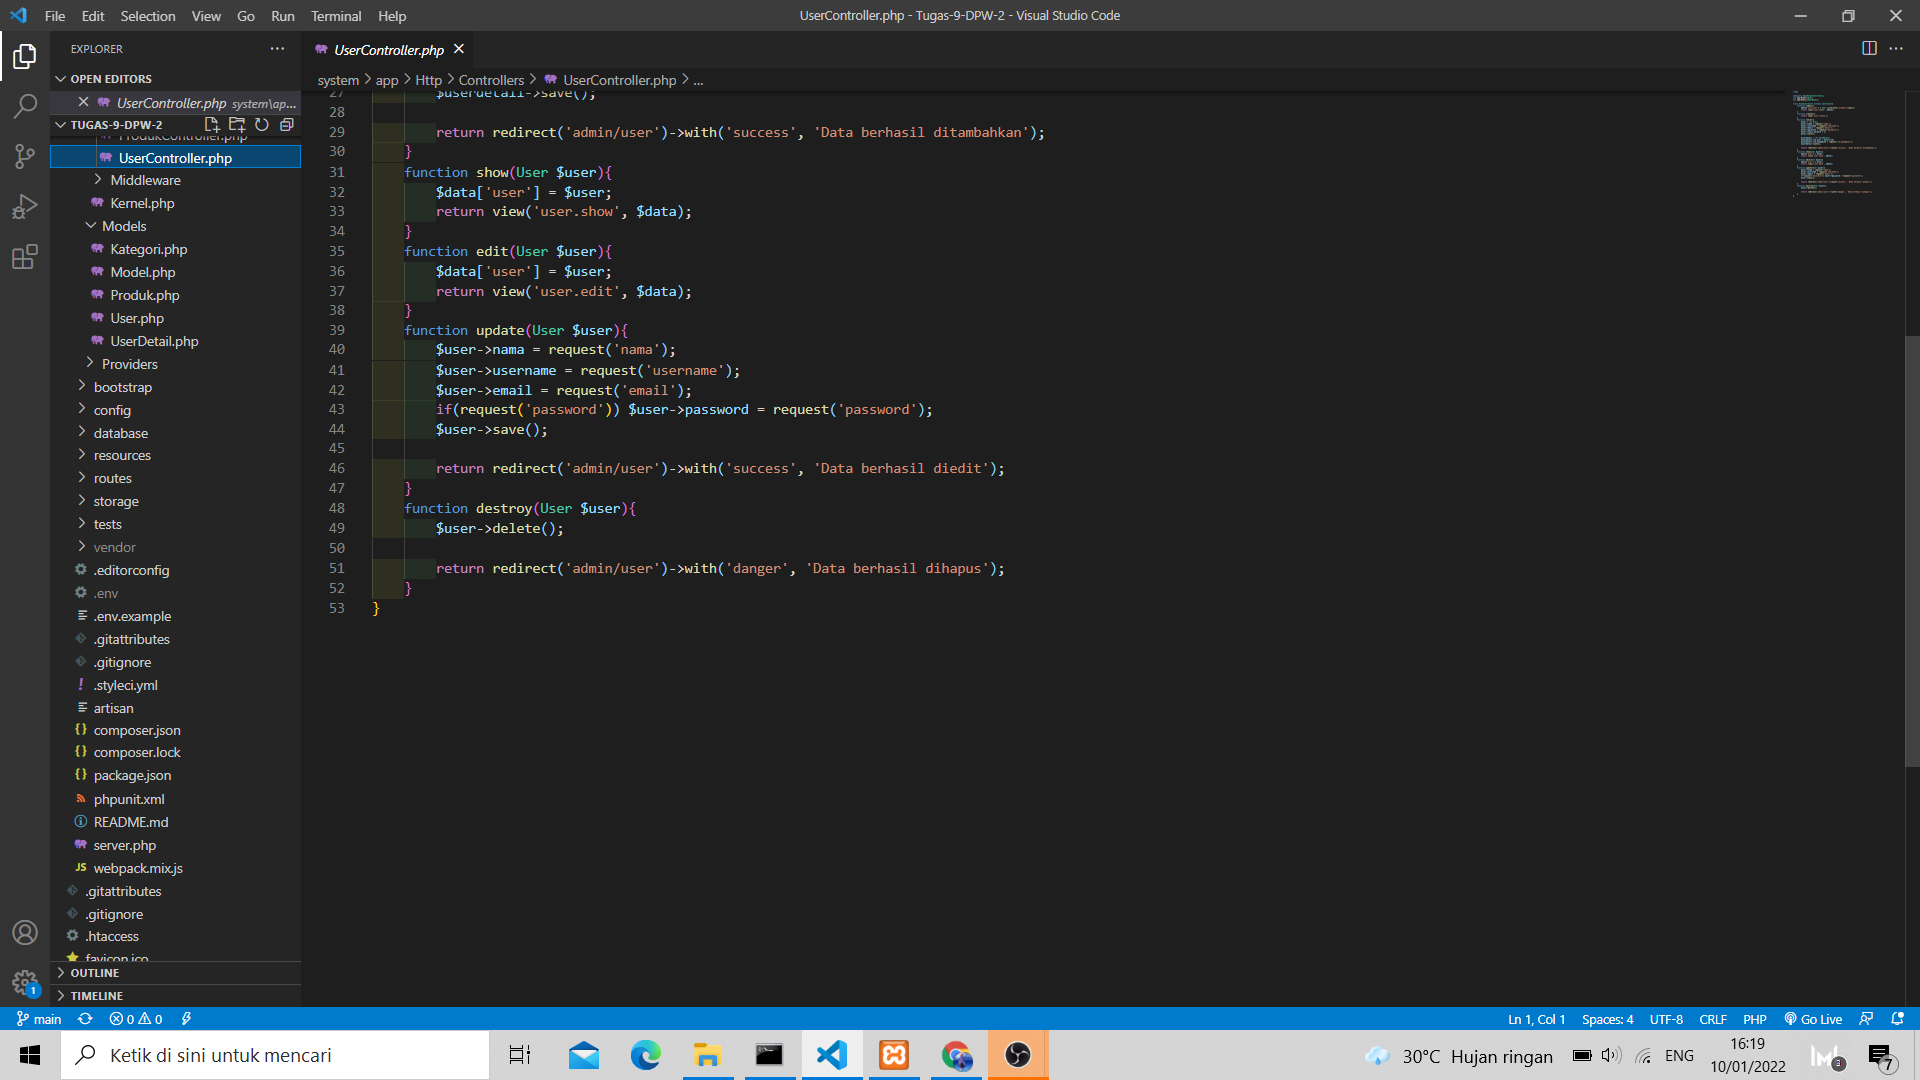 File Edit Selection View Go Run Terminal Help
UserController.php - Tugas-9-DPW-2 - Visual Studio Code
EXPLORER
OPEN EDITORS
UserController.php system\ap...
TUGAS-9-DPW-2
ProdukController.php
UserController.php
Middleware
Kernel.php
Models
Kategori.php
Model.php
Produk.php
User.php
UserDetail.php
Providers
bootstrap
config
database
resources
routes
storage
tests
vendor
.editorconfig
.env
.env.example
.gitattributes
.gitignore
.styleci.yml
artisan
composer.json
composer.lock
package.json
phpunit.xml
README.md
server.php
webpack.mix.js
.gitattributes
.gitignore
.htaccess
favicon.ico
OUTLINE
TIMELINE
UserController.php
system > app > Http > Controllers > UserController.php > ...
27 $userdetail->save();
28
29 return redirect('admin/user')->with('success', 'Data berhasil ditambahkan');
30 }
31 function show(User $user){
32 $data['user'] = $user;
33 return view('user.show', $data);
34 }
35 function edit(User $user){
36 $data['user'] = $user;
37 return view('user.edit', $data);
38 }
39 function update(User $user){
40 $user->nama = request('nama');
41 $user->username = request('username');
42 $user->email = request('email');
43 if(request('password')) $user->password = request('password');
44 $user->save();
45
46 return redirect('admin/user')->with('success', 'Data berhasil diedit');
47 }
48 function destroy(User $user){
49 $user->delete();
50
51 return redirect('admin/user')->with('danger', 'Data berhasil dihapus');
52 }
53 }
1
main 0 0
Ln 1, Col 1 Spaces: 4 UTF-8 CRLF PHP Go Live
Ketik di sini untuk mencari
30°C Hujan ringan
ENG
16:19
10/01/2022
3
7